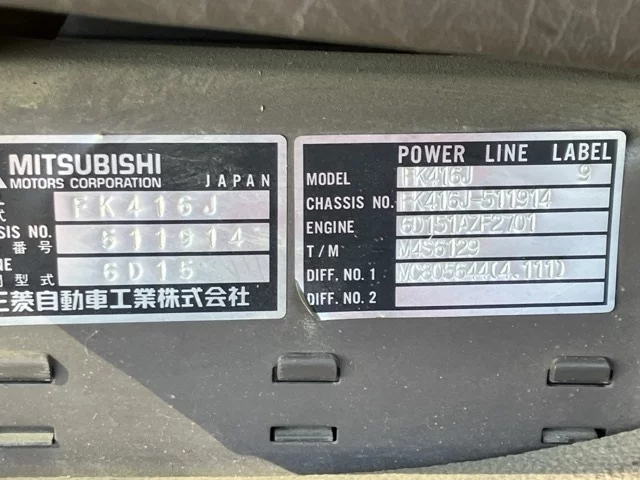 MITSUBISHI
MOTORS CORPORATION JAPAN
式 FK416J
SIS NO.
番号 511914
NE
型式 6D15
三菱自動車工業株式会社
POWER LINE LABEL
MODEL FK416J 9
CHASSIS NO. FK416J-511914
ENGINE 6D151AZF2701
T/M M4S6129
DIFF. NO. 1 MC805644(4.111)
DIFF. NO. 2